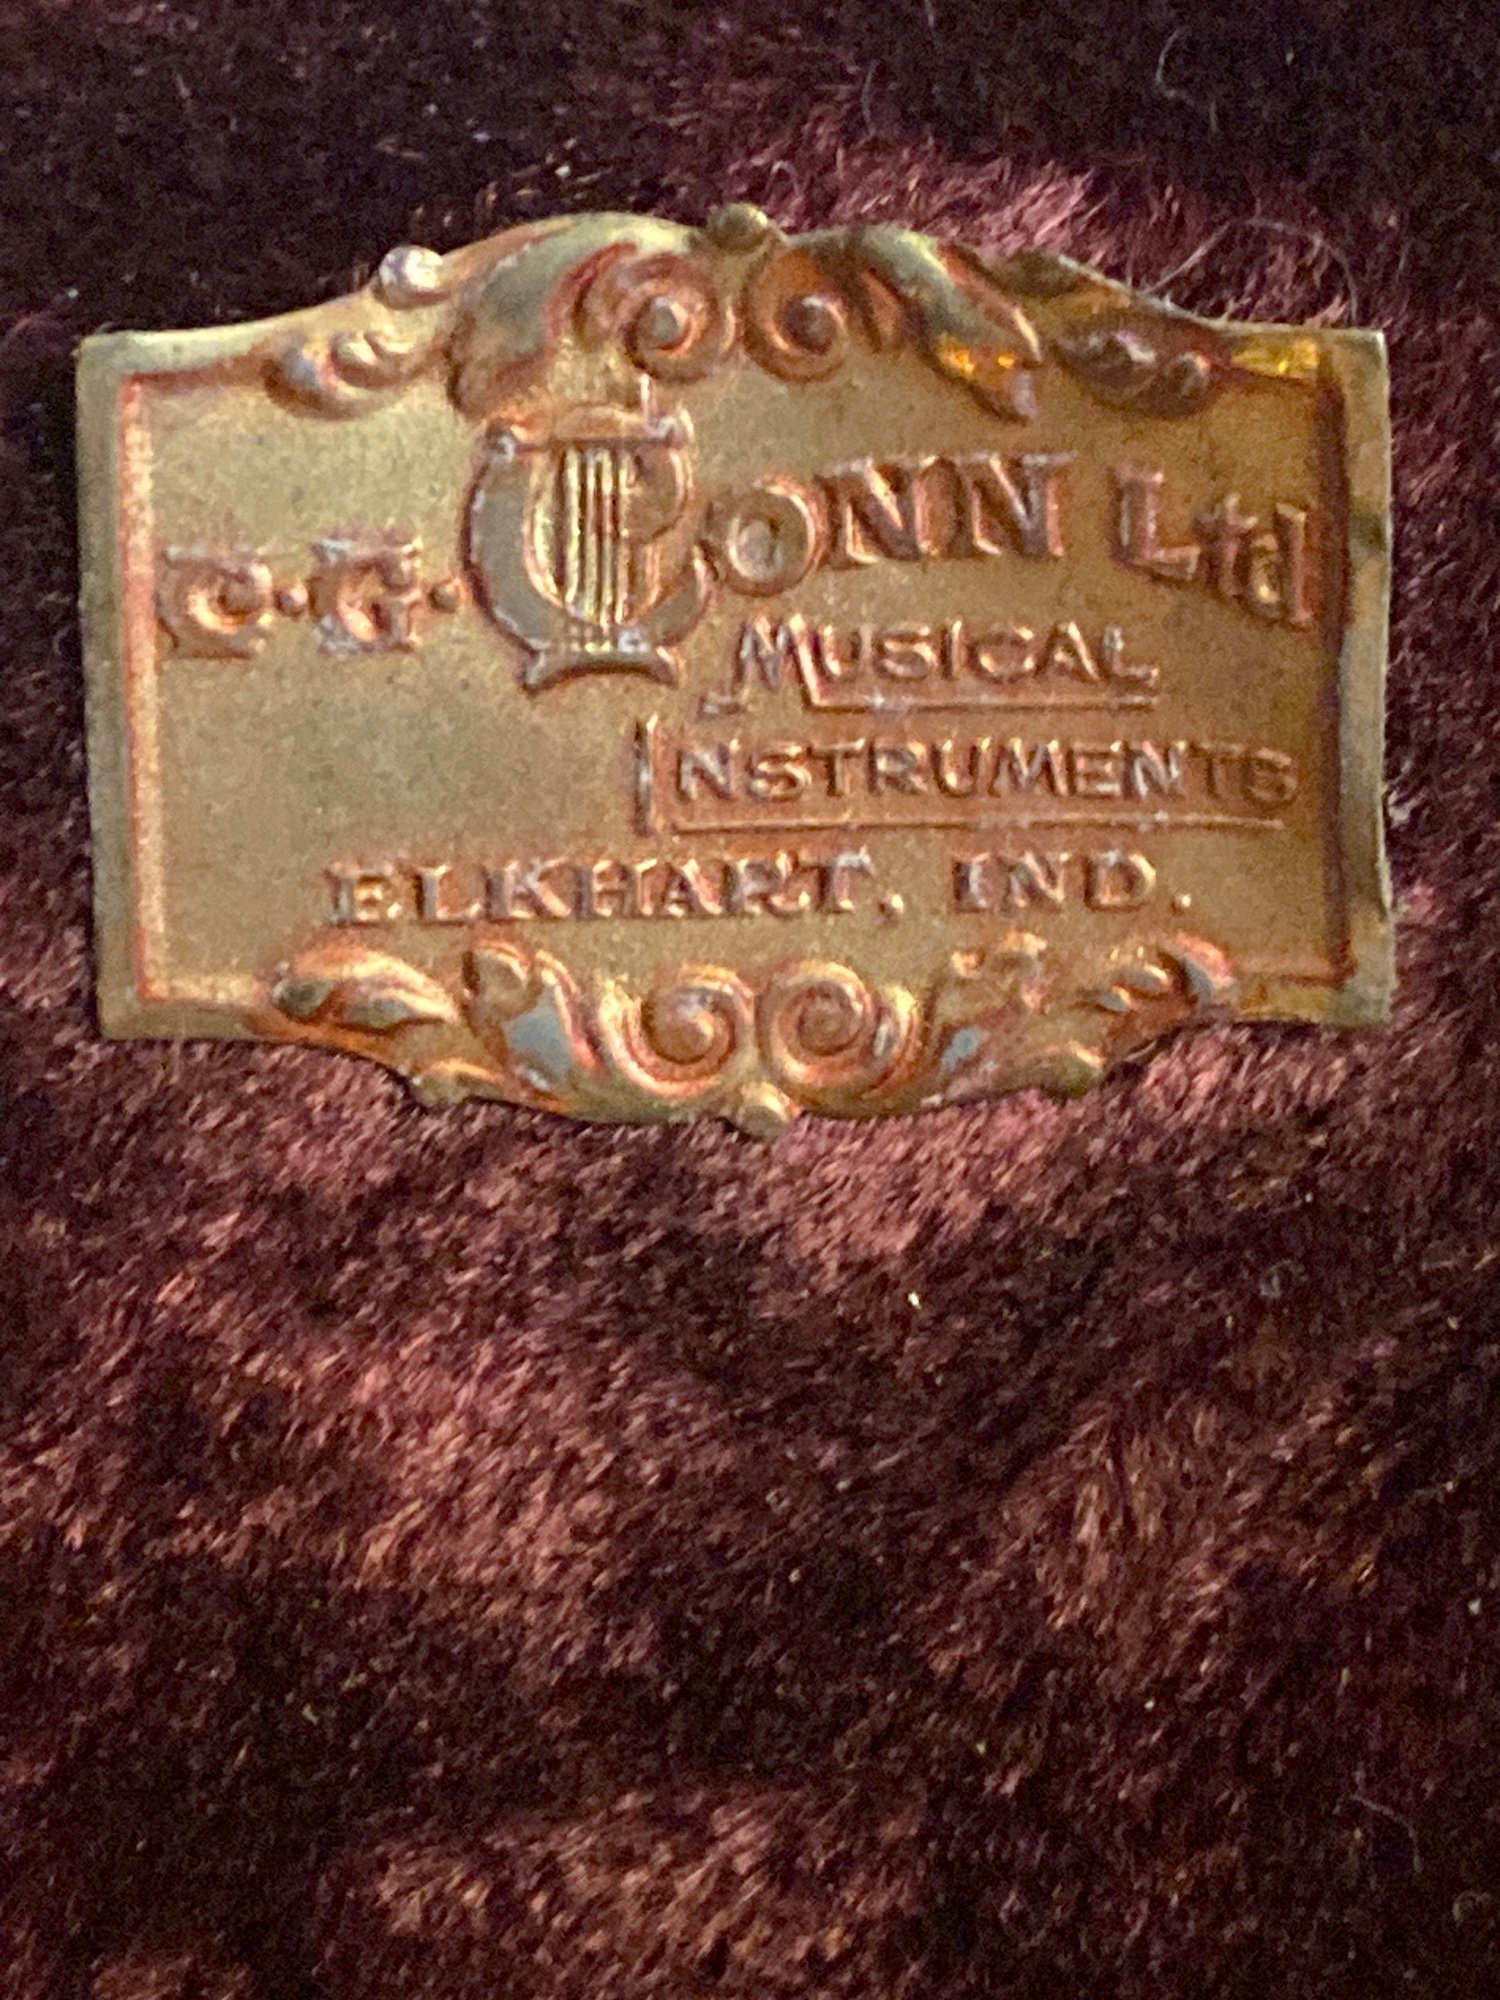 C.G. CONN Ltd
MUSICAL
INSTRUMENTS
ELKHART, IND.